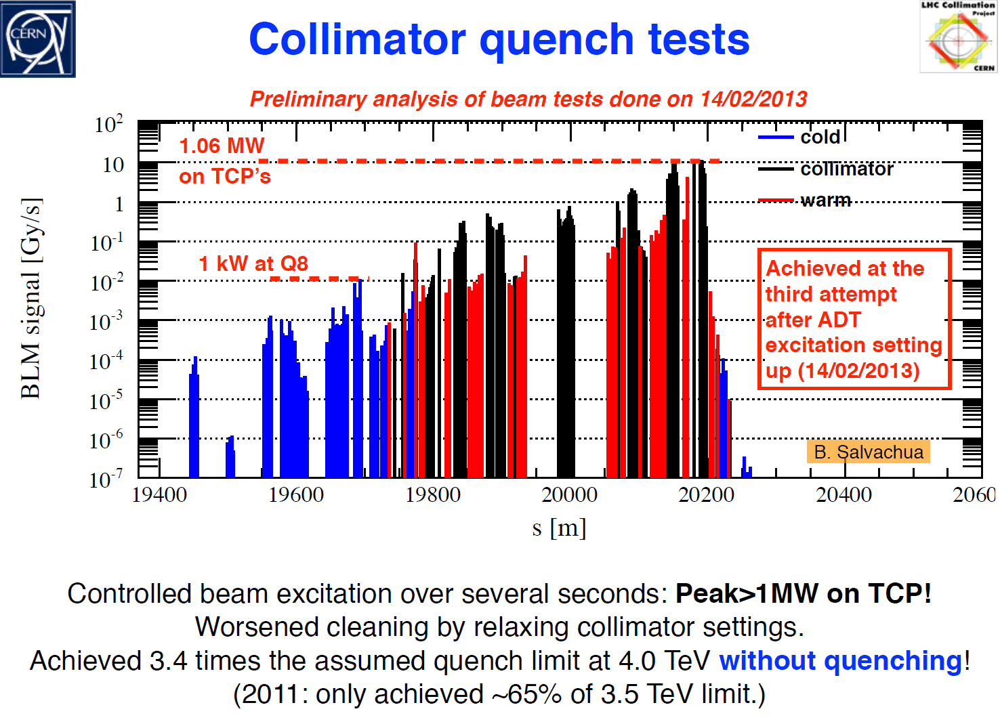 CERN
LHC Collimation
Project
CERN
Collimator quench tests
Preliminary analysis of beam tests done on 14/02/2013
10²
10
1
10⁻¹
10⁻²
10⁻³
10⁻⁴
10⁻⁵
10⁻⁶
10⁻⁷
BLM signal [Gy/s]
1.06 MW
on TCP's
1 kW at Q8
cold
collimator
warm
Achieved at the
third attempt
after ADT
excitation setting
up (14/02/2013)
B. Salvachua
19400 19600 19800 20000 20200 20400 2060
s [m]
Controlled beam excitation over several seconds: Peak>1MW on TCP!
Worsened cleaning by relaxing collimator settings.
Achieved 3.4 times the assumed quench limit at 4.0 TeV without quenching!
(2011: only achieved ~65% of 3.5 TeV limit.)